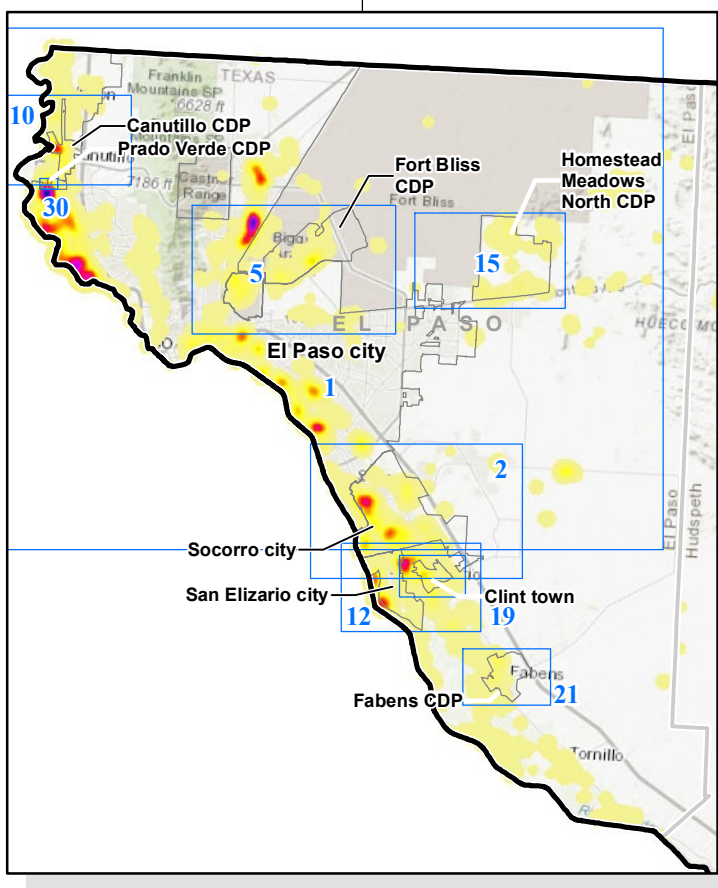 Franklin
Mountains SP
TEXAS
6628 ft
10
Canutillo CDP
Prado Verde CDP
7186 ft
Castner
Range
Fort Bliss
CDP
Fort Bliss
Homestead
Meadows
North CDP
El Paso
30
5
15
EL PASO
HUECO MO
El Paso city
1
2
El Paso
Hudspeth
Socorro city
San Elizario city
Clint town
12
19
Fabens
21
Fabens CDP
Tornillo